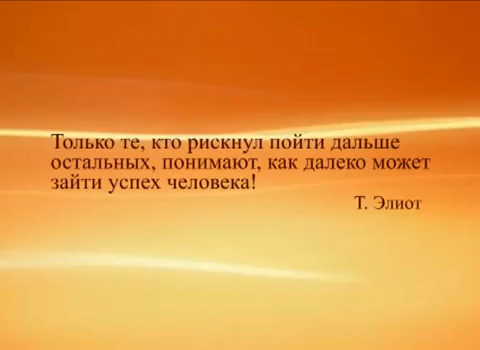 Только те, кто рискнул пойти дальше
остальных, понимают, как далеко может
зайти успех человека!
Т. Элиот